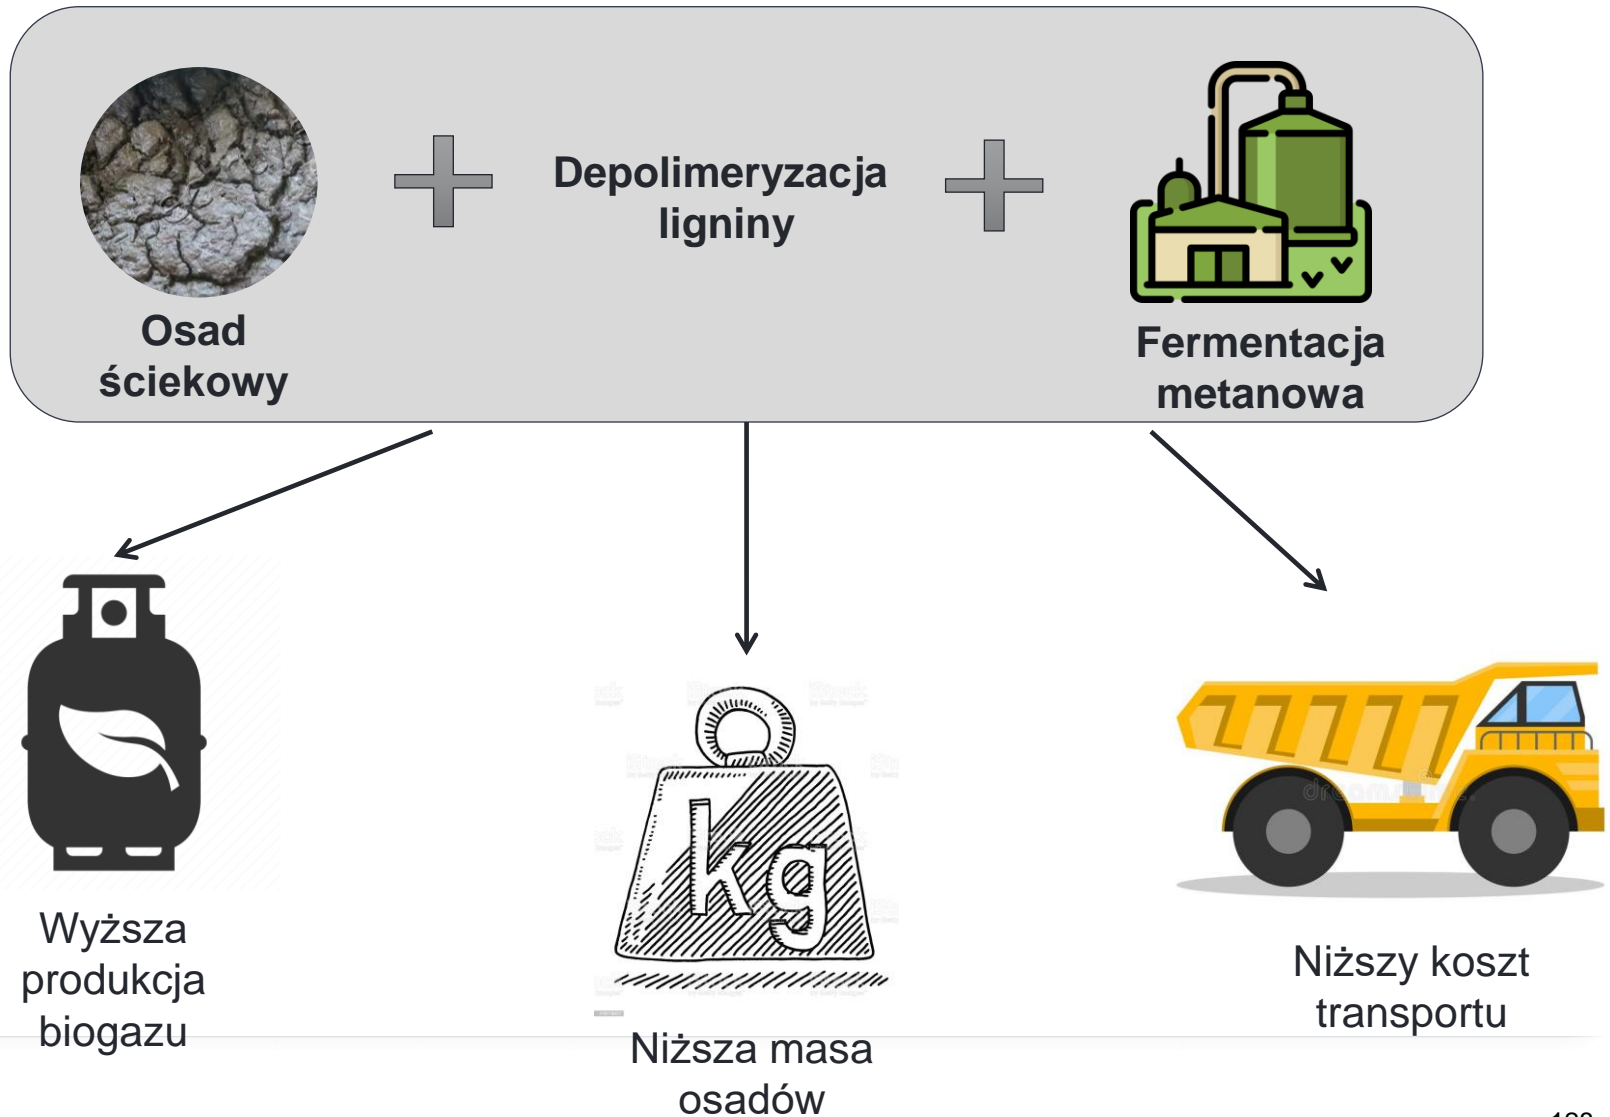 Depolimeryzacja
ligniny
Osad
ściekowy
Fermentacja
metanowa
kg
Wyższa
produkcja
biogazu
Niższa masa
osadów
Niższy koszt
transportu